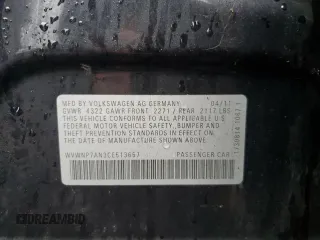 MFD. BY VOLKSWAGEN AG GERMANY 04/11
GVWR 4322 GAWR FRONT 2271 / REAR 2117 LBS
THIS VEHICLE CONFORMS TO ALL APPLICABLE U.S.
FEDERAL MOTOR VEHICLE SAFETY, BUMPER,
AND THEFT PREVENTION STANDARDS IN EFFECT ON
THE DATE OF MANUFACTURE SHOWN ABOVE.
WVWNP7AN3CE513657 PASSENGER CAR
AUTOBIDMASTER